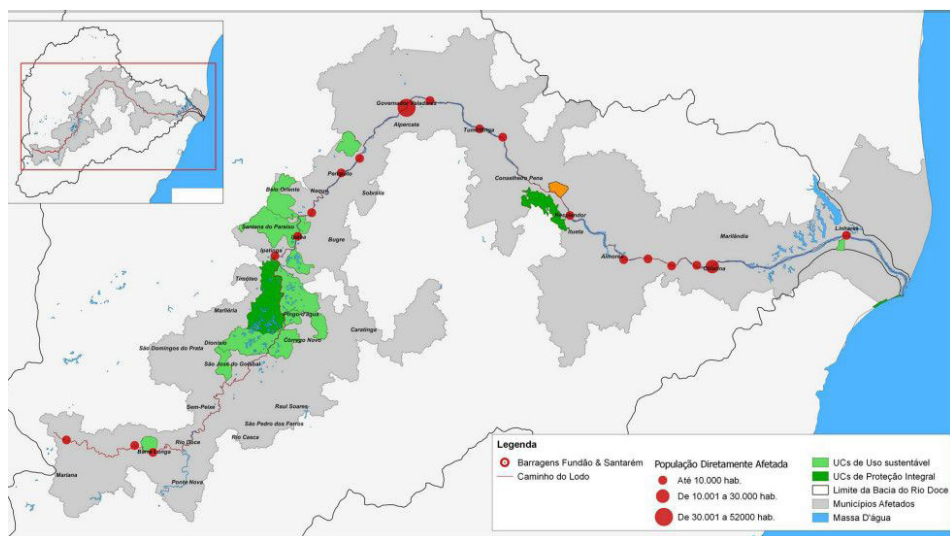 Governador Valadares
Alpercata
Tumiritinga
Periquito
Conselheiro Pena
Belo Oriente
Naque
Sobrália
Resplendor
Santana do Paraíso
Itueta
Marilândia
Linhares
Bugre
Ipatinga
Aimorés
Colatina
Timóteo
Marliéria
Pingo-d'água
Caratinga
Dionísio
Córrego Novo
São Domingos do Prata
São José do Goiabal
Sem-Peixe
Raul Soares
São Pedro dos Ferros
Rio Casca
Rio Doce
Barra Longa
Mariana
Ponte Nova
Legenda
Barragens Fundão & Santarém
Caminho do Lodo
População Diretamente Afetada
Até 10.000 hab.
De 10.001 a 30.000 hab.
De 30.001 a 52000 hab.
UCs de Uso sustentável
UCs de Proteção Integral
Limite da Bacia do Rio Doce
Municípios Afetados
Massa D'água